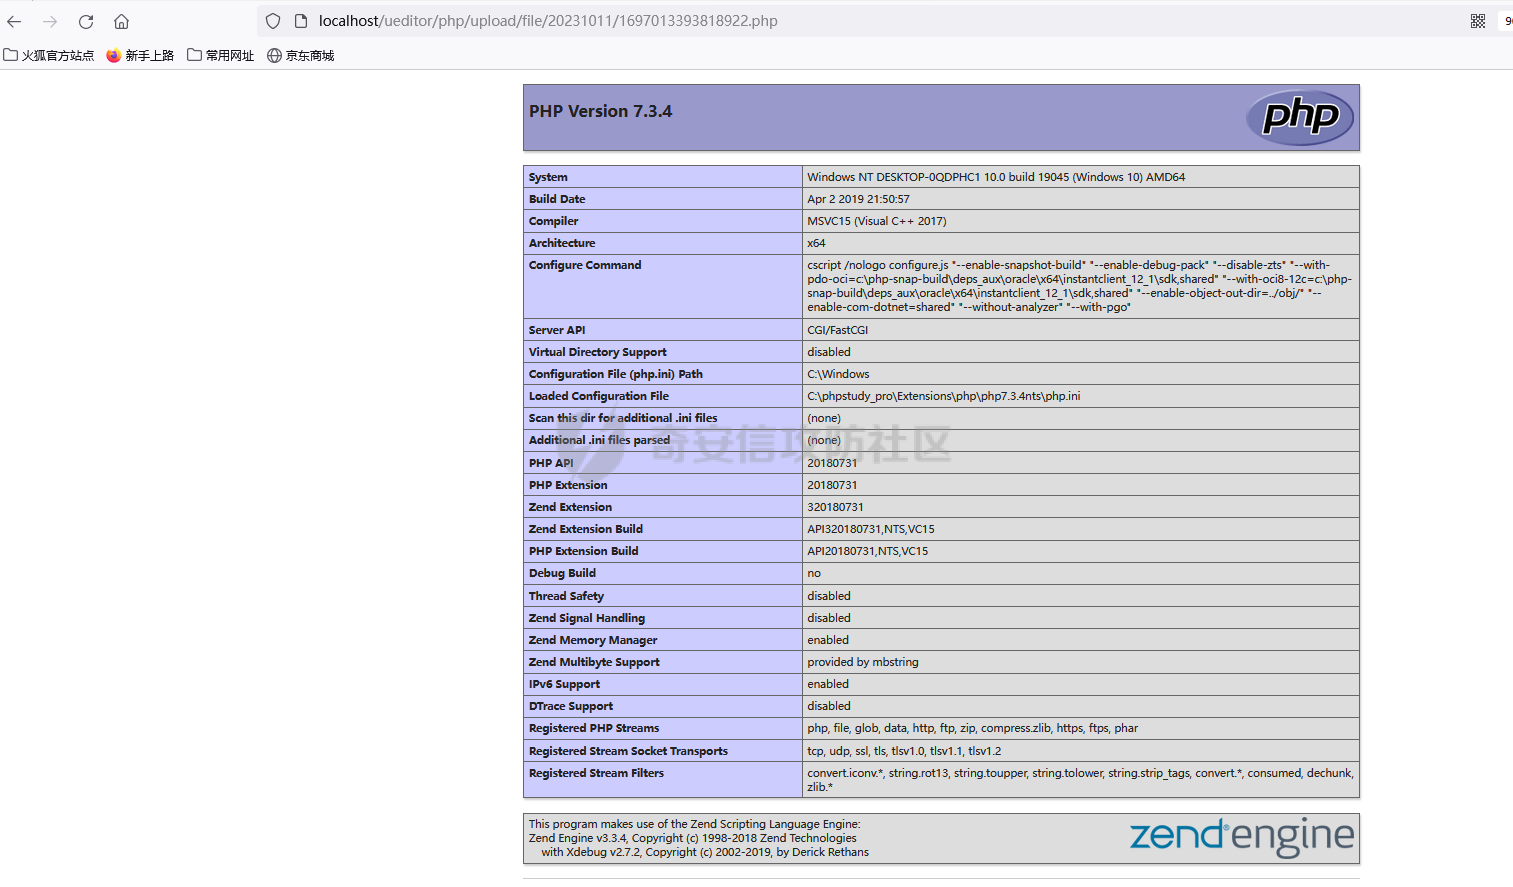 localhost/ueditor/php/upload/file/20231011/1697013393818922.php
火狐官方站点 新手上路 常用网址 京东商城
PHP Version 7.3.4
php
System Windows NT DESKTOP-0QDPHC1 10.0 build 19045 (Windows 10) AMD64
Build Date Apr 2 2019 21:50:57
Compiler MSVC15 (Visual C++ 2017)
Architecture x64
Configure Command cscript /nologo configure.js "--enable-snapshot-build" "--enable-debug-pack" "--disable-zts" "--with-
pdo-oci=c:\php-snap-build\deps_aux\oracle\x64\instantclient_12_1\sdk,shared" "--with-oci8-12c=c:\php-
snap-build\deps_aux\oracle\x64\instantclient_12_1\sdk,shared" "--enable-object-out-dir=../obj/" "--
enable-com-dotnet=shared" "--without-analyzer" "--with-pgo"
Server API CGI/FastCGI
Virtual Directory Support disabled
Configuration File (php.ini) Path C:\Windows
Loaded Configuration File C:\phpstudy_pro\Extensions\php\php7.3.4nts\php.ini
Scan this dir for additional .ini files (none)
Additional .ini files parsed (none)
奇安信攻防社区
PHP API 20180731
PHP Extension 20180731
Zend Extension 320180731
Zend Extension Build API320180731,NTS,VC15
PHP Extension Build API20180731,NTS,VC15
Debug Build no
Thread Safety disabled
Zend Signal Handling disabled
Zend Memory Manager enabled
Zend Multibyte Support provided by mbstring
IPv6 Support enabled
DTrace Support disabled
Registered PHP Streams php, file, glob, data, http, ftp, zip, compress.zlib, https, ftps, phar
Registered Stream Socket Transports tcp, udp, ssl, tls, tlsv1.0, tlsv1.1, tlsv1.2
Registered Stream Filters convert.iconv.*, string.rot13, string.toupper, string.tolower, string.strip_tags, convert.*, consumed, dechunk,
zlib.*
This program makes use of the Zend Scripting Language Engine:
Zend Engine v3.3.4, Copyright (c) 1998-2018 Zend Technologies
with Xdebug v2.7.2, Copyright (c) 2002-2019, by Derick Rethans
zend engine